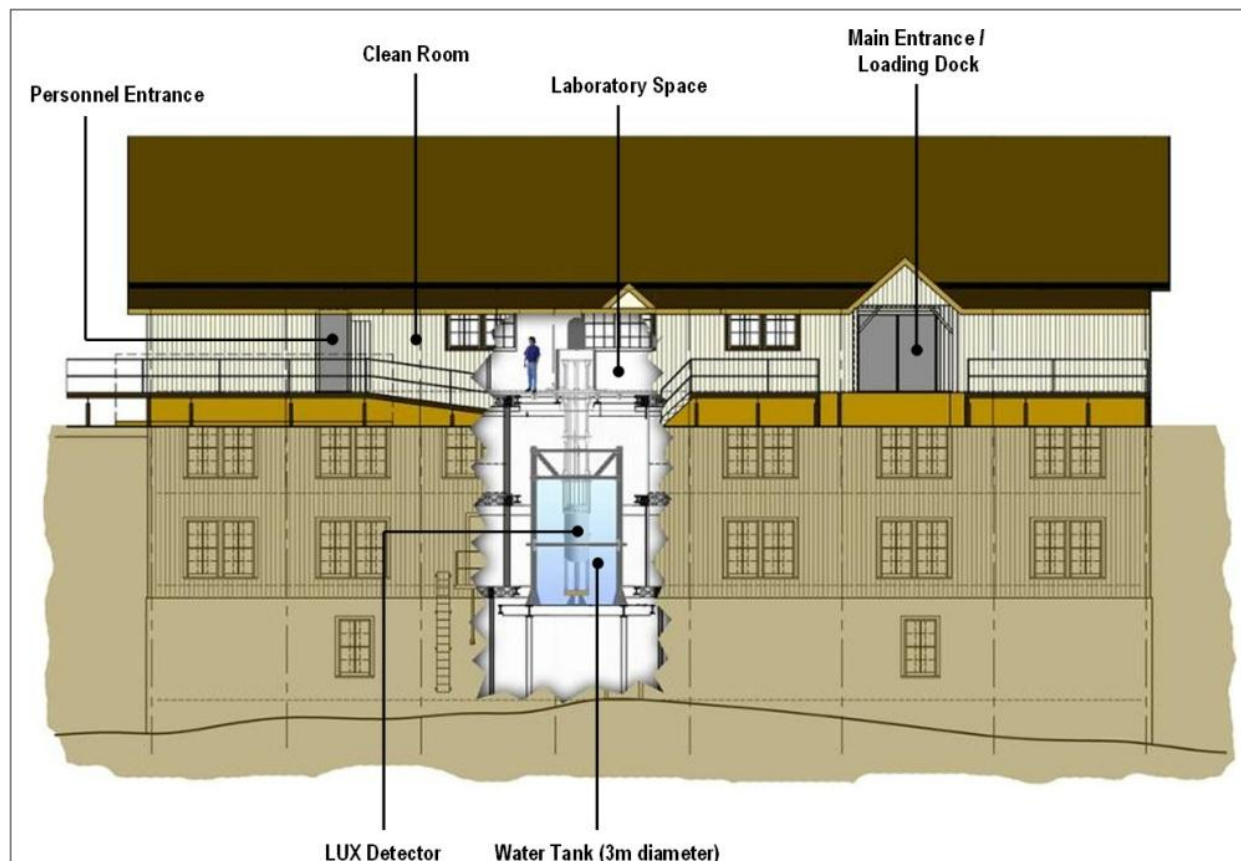 Main Entrance /
Loading Dock
Clean Room
Laboratory Space
Personnel Entrance
LUX Detector
Water Tank (3m diameter)